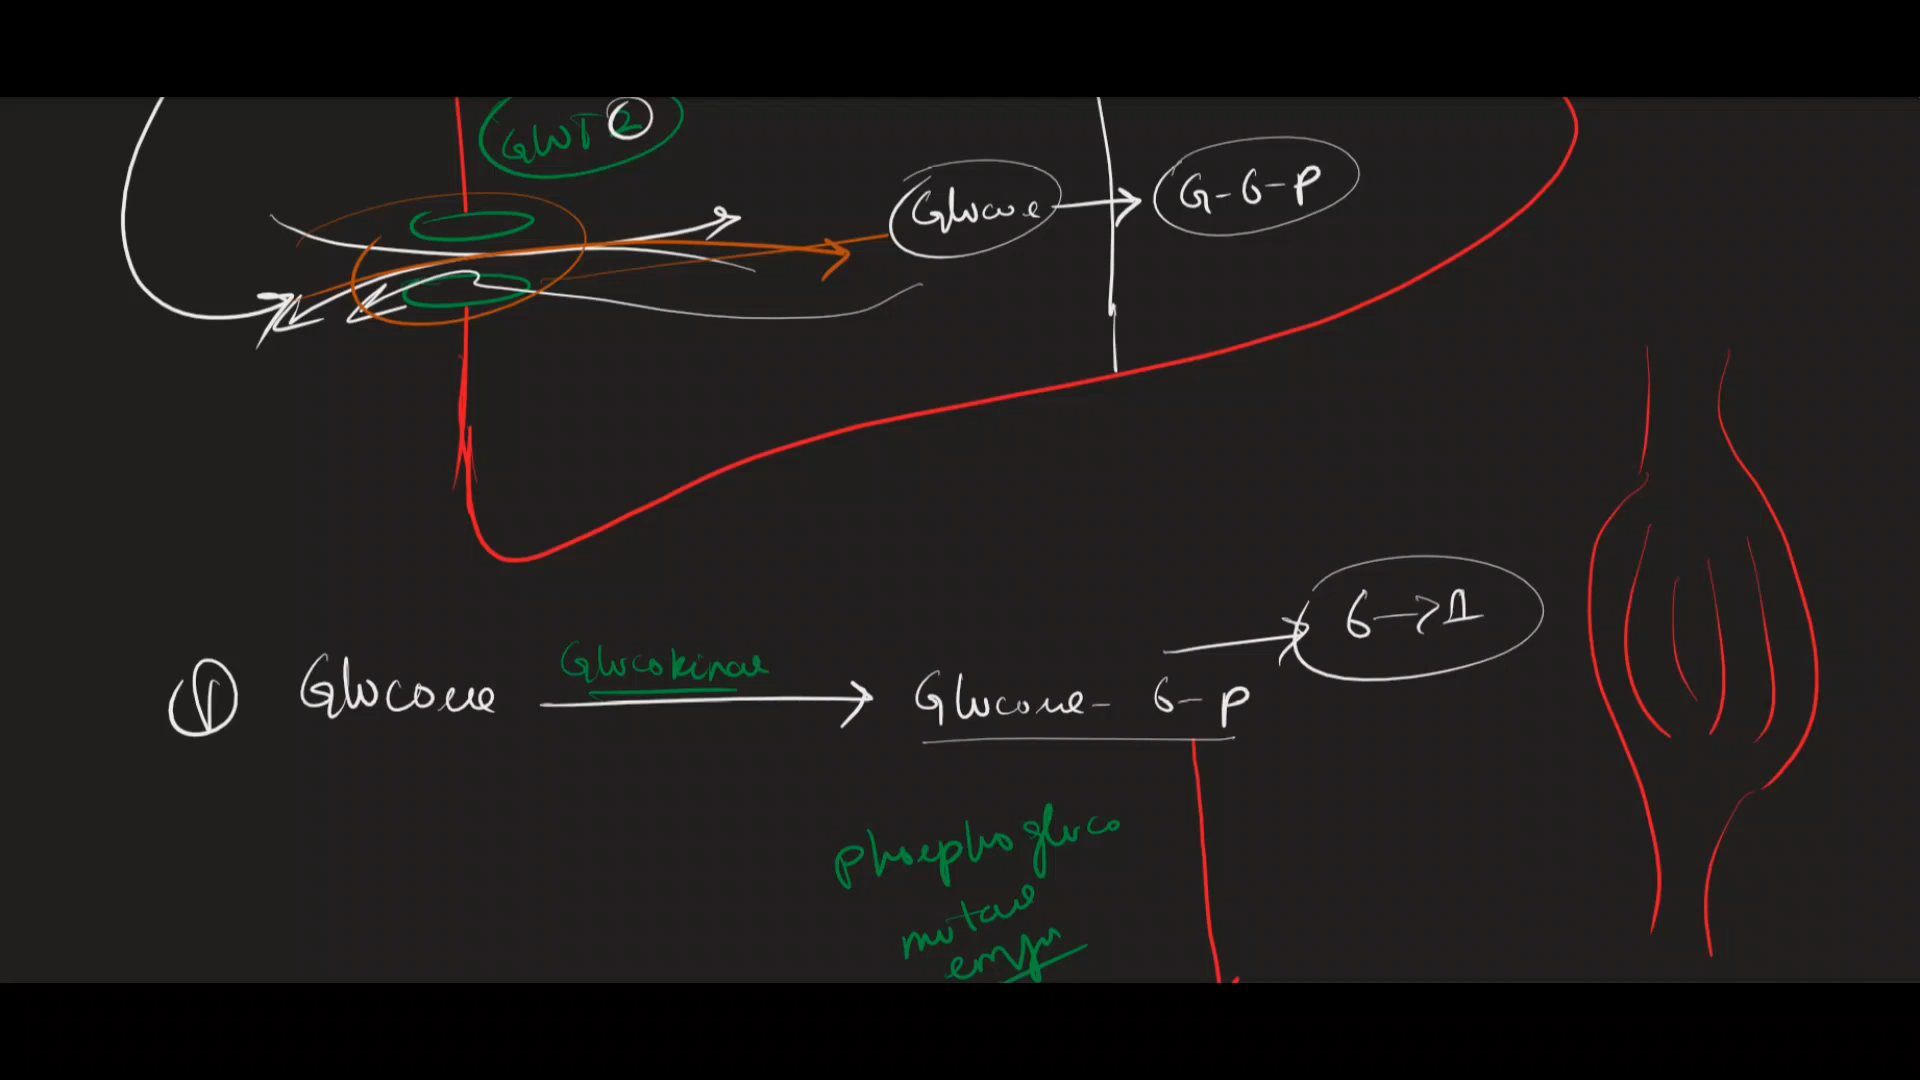 GLUT 2
Glucose → G-6-P
6→1
① Glucose Glucokinase → Glucose- 6-P
phosphogluco
mutase
enzym